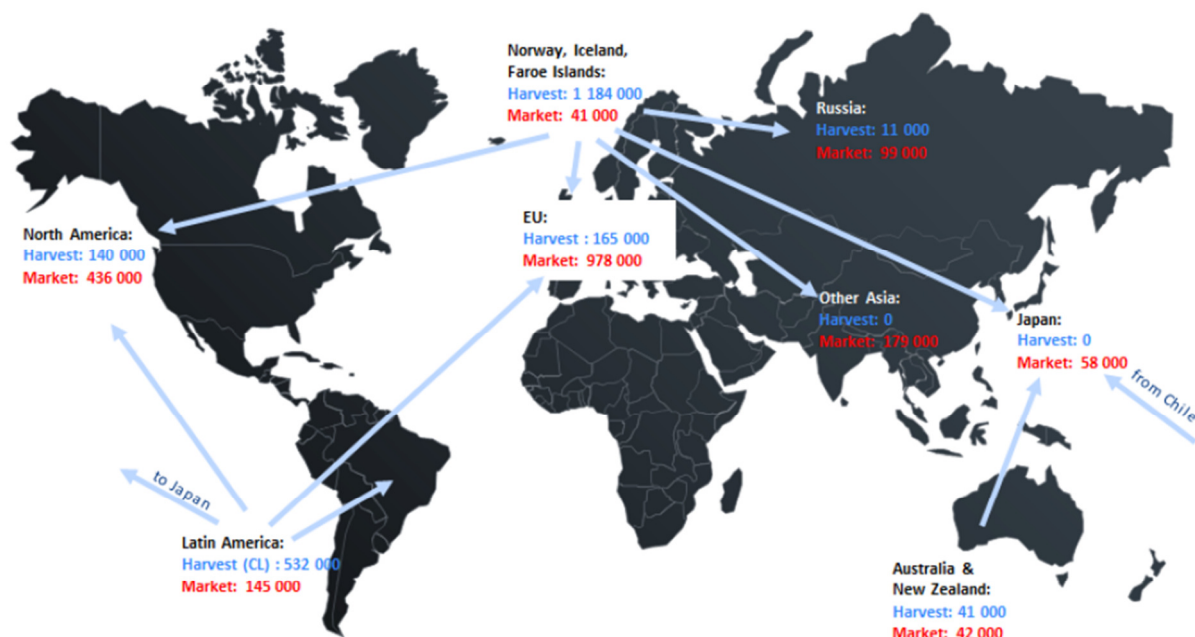 Norway, Iceland,
Faroe Islands:
Harvest: 1 184 000
Market: 41 000
Russia:
Harvest: 11 000
Market: 99 000
North America:
Harvest: 140 000
Market: 436 000
EU:
Harvest : 165 000
Market: 978 000
Other Asia:
Harvest: 0
Market: 179 000
Japan:
Harvest: 0
Market: 58 000
from Chile
to Japan
Latin America:
Harvest (CL) : 532 000
Market: 145 000
Australia &
New Zealand:
Harvest: 41 000
Market: 42 000